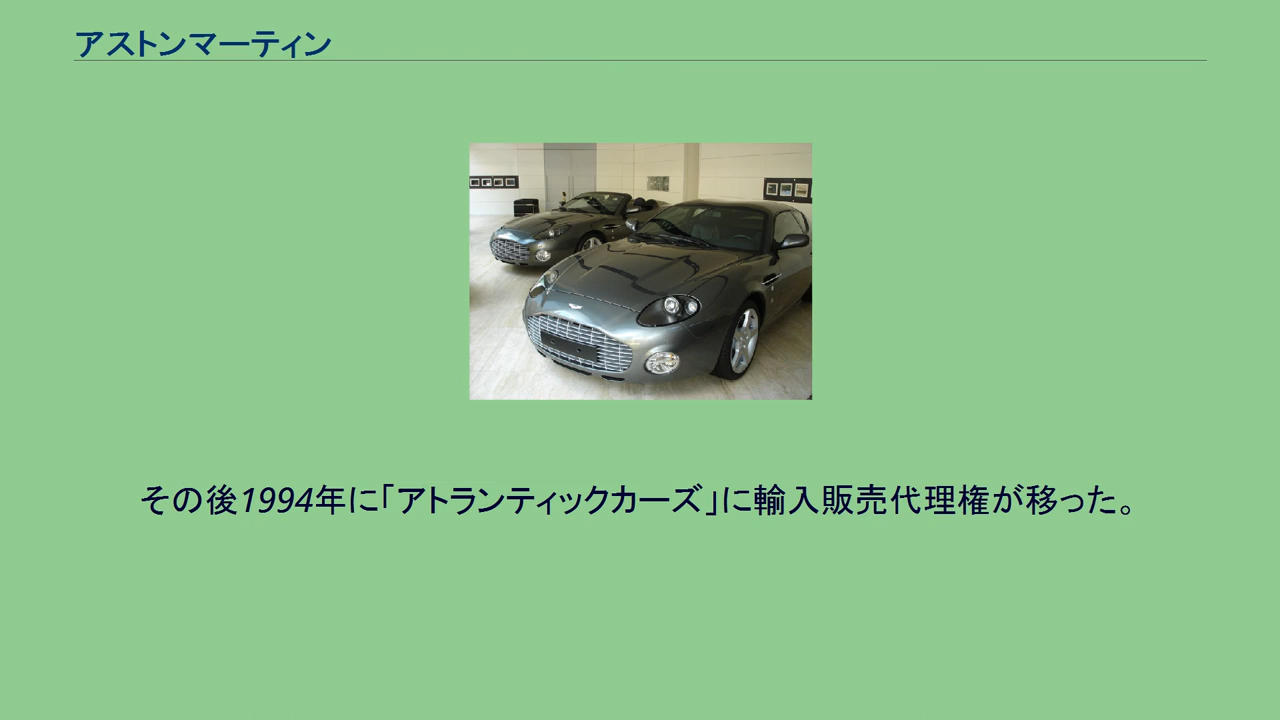 アストンマーティン
その後1994年に「アトランティックカーズ」に輸入販売代理権が移った。